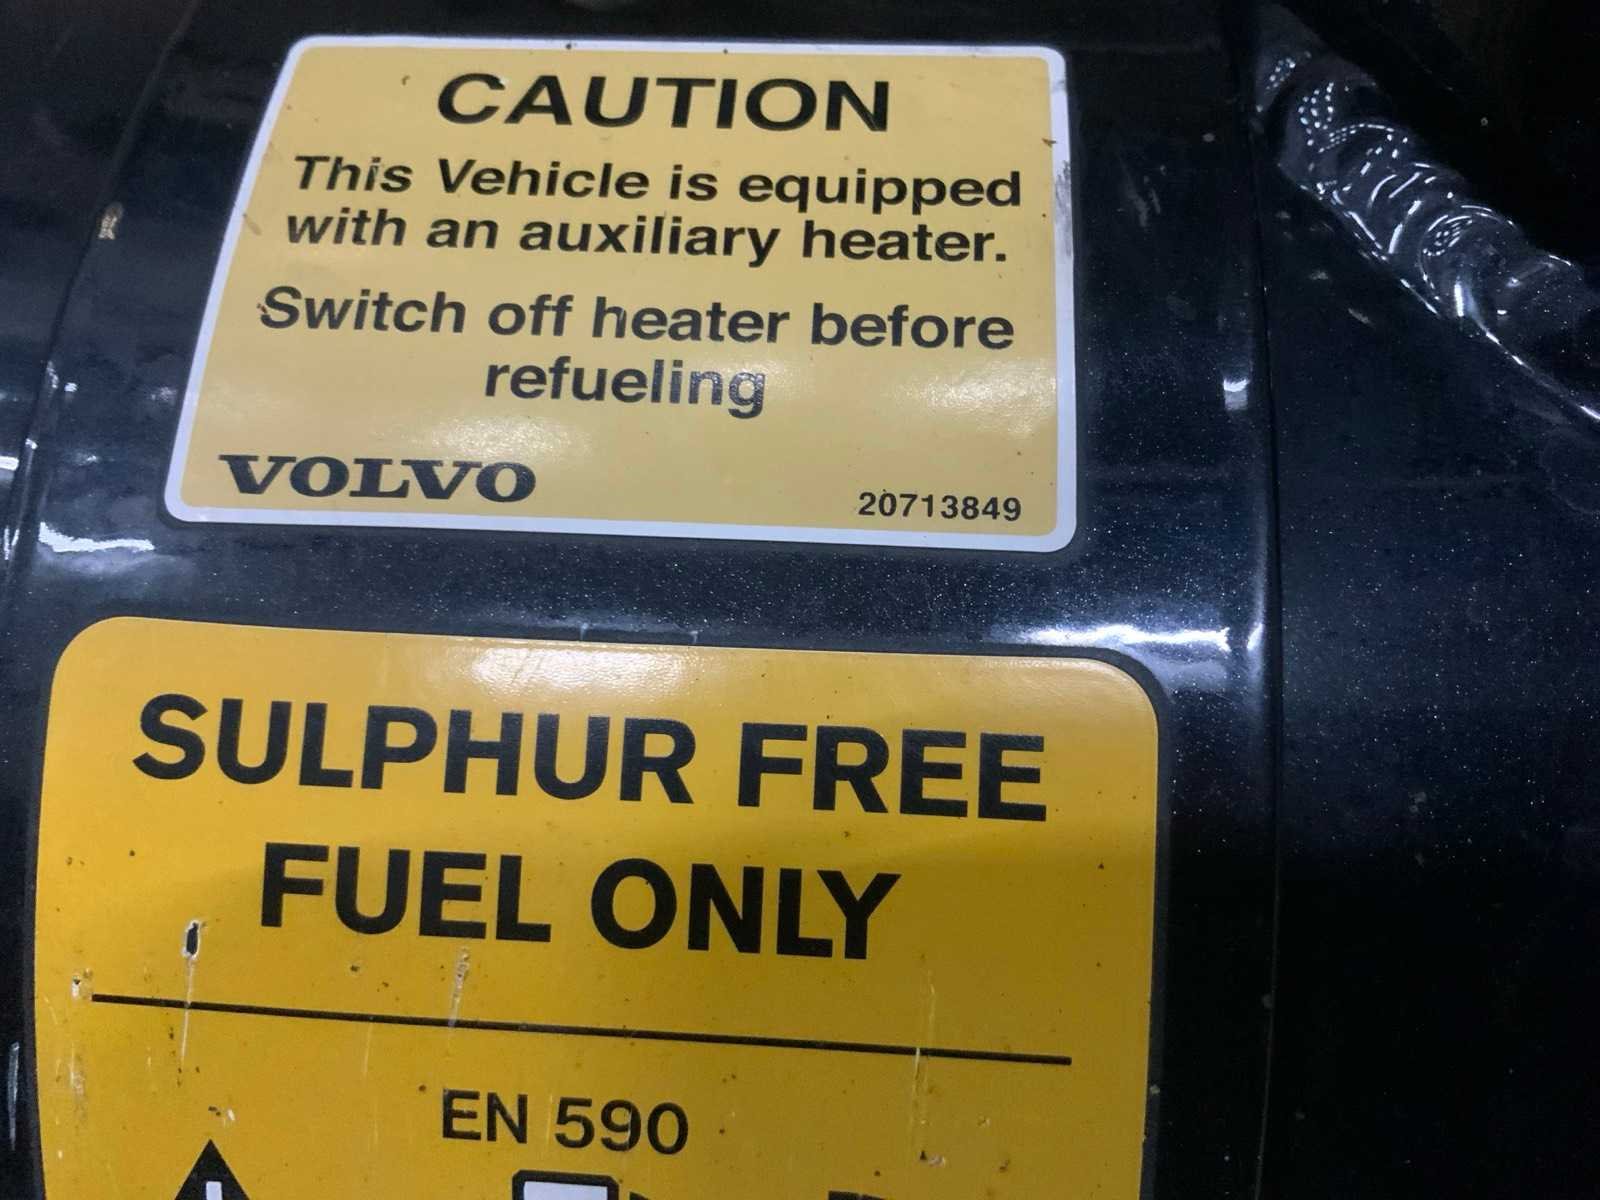 CAUTION
This Vehicle is equipped
with an auxiliary heater.
Switch off heater before
refueling
VOLVO
20713849
SULPHUR FREE
FUEL ONLY
EN 590